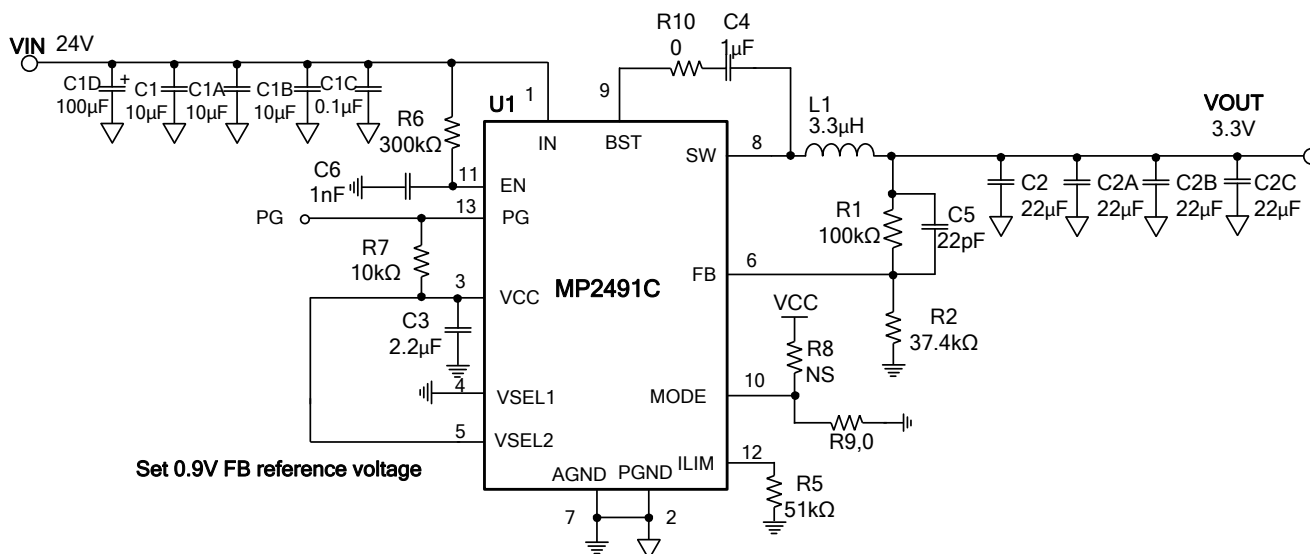 VIN 24V
C1D
100µF
+
C1
10µF
C1A
10µF
C1B
10µF
C1C
0.1µF
R6
300kΩ
C6
1nF
PG
R7
10kΩ
C3
2.2µF
Set 0.9V FB reference voltage
U1
1
IN
9
BST
11
EN
13
PG
3
VCC
4
VSEL1
5
VSEL2
MP2491C
AGND
7
PGND
2
SW
8
FB
6
MODE
10
ILIM
12
R10
0
C4
1µF
L1
3.3µH
R1
100kΩ
C5
22pF
R2
37.4kΩ
VCC
R8
NS
R9,0
R5
51kΩ
C2
22µF
C2A
22µF
C2B
22µF
C2C
22µF
VOUT
3.3V